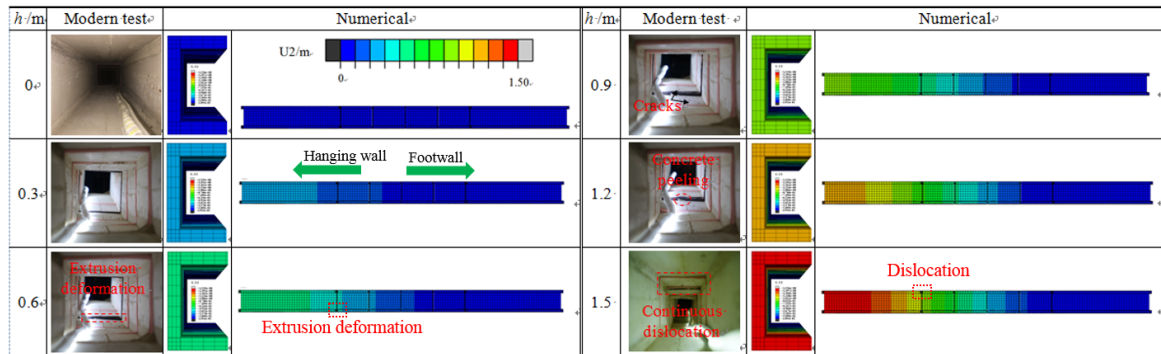 h /m Modern test Numerical h /m Modern test Numerical
0
U2/m
0
1.50
0.9
Cracks
0.3
Hanging wall Footwall
1.2
Concrete
peeling
0.6
Extrusion
deformation
Extrusion deformation
1.5
Continuous
dislocation
Dislocation